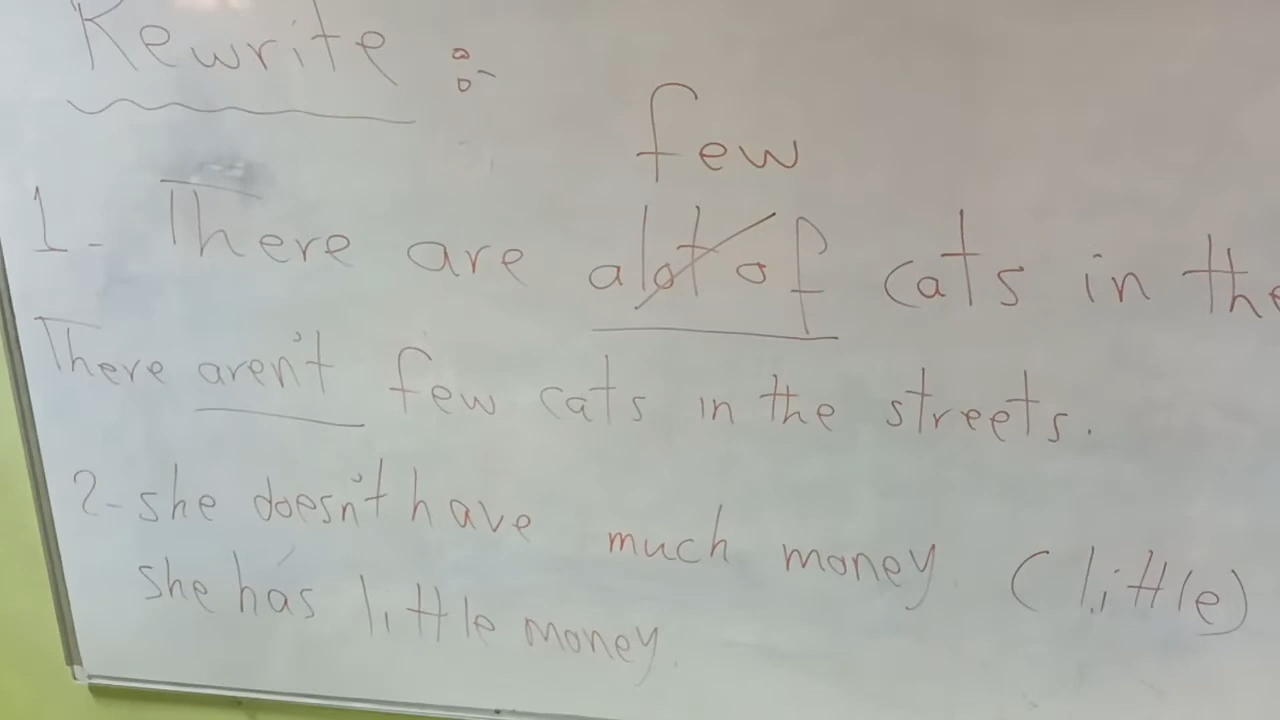 Rewrite :-
few
1- There are alot of cats in the
There aren't few cats in the streets.
2- she doesn't have much money. (little)
she has little money.